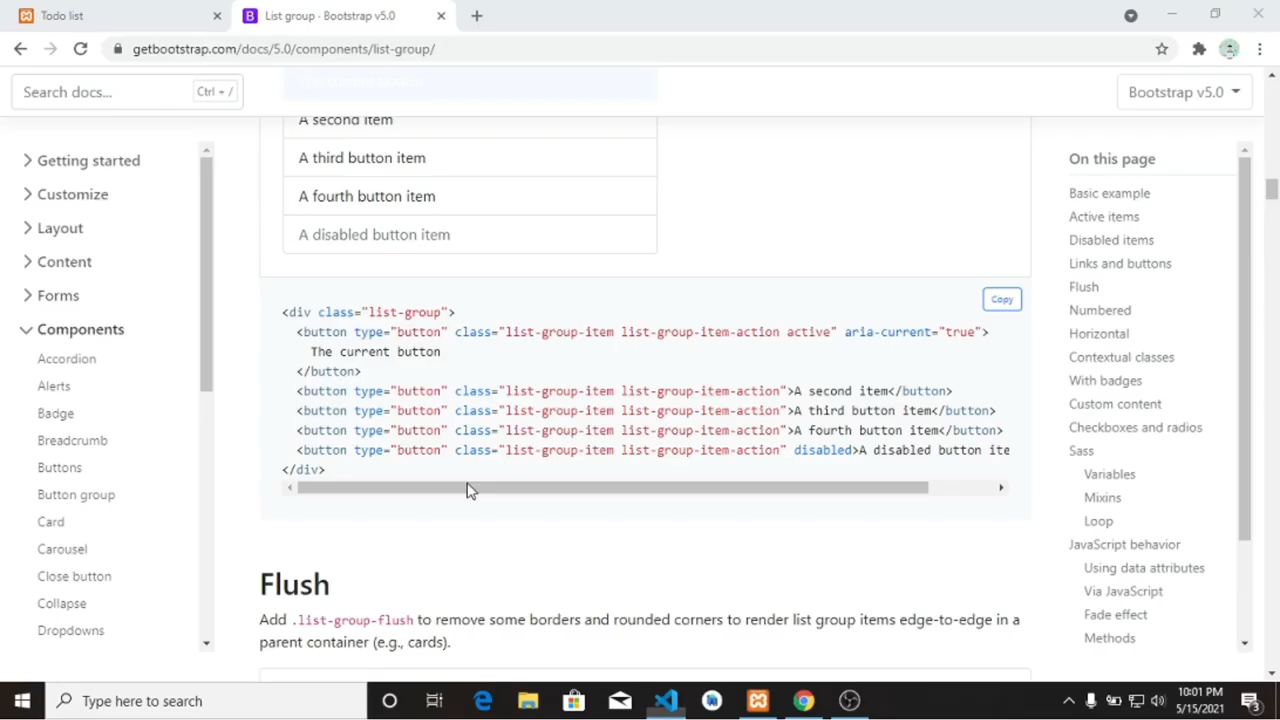 Todo list
List group · Bootstrap v5.0
getbootstrap.com/docs/5.0/components/list-group/
Search docs...
Ctrl + /
Bootstrap v5.0
Getting started
Customize
Layout
Content
Forms
Components
Accordion
Alerts
Badge
Breadcrumb
Buttons
Button group
Card
Carousel
Close button
Collapse
Dropdowns
A second item
A third button item
A fourth button item
A disabled button item
Copy
<div class="list-group">
<button type="button" class="list-group-item list-group-item-action active" aria-current="true">
The current button
</button>
<button type="button" class="list-group-item list-group-item-action">A second item</button>
<button type="button" class="list-group-item list-group-item-action">A third button item</button>
<button type="button" class="list-group-item list-group-item-action">A fourth button item</button>
<button type="button" class="list-group-item list-group-item-action" disabled>A disabled button ite
</div>
Flush
Add .list-group-flush to remove some borders and rounded corners to render list group items edge-to-edge in a
parent container (e.g., cards).
On this page
Basic example
Active items
Disabled items
Links and buttons
Flush
Numbered
Horizontal
Contextual classes
With badges
Custom content
Checkboxes and radios
Sass
Variables
Mixins
Loop
JavaScript behavior
Using data attributes
Via JavaScript
Fade effect
Methods
Type here to search
10:01 PM
5/15/2021
3